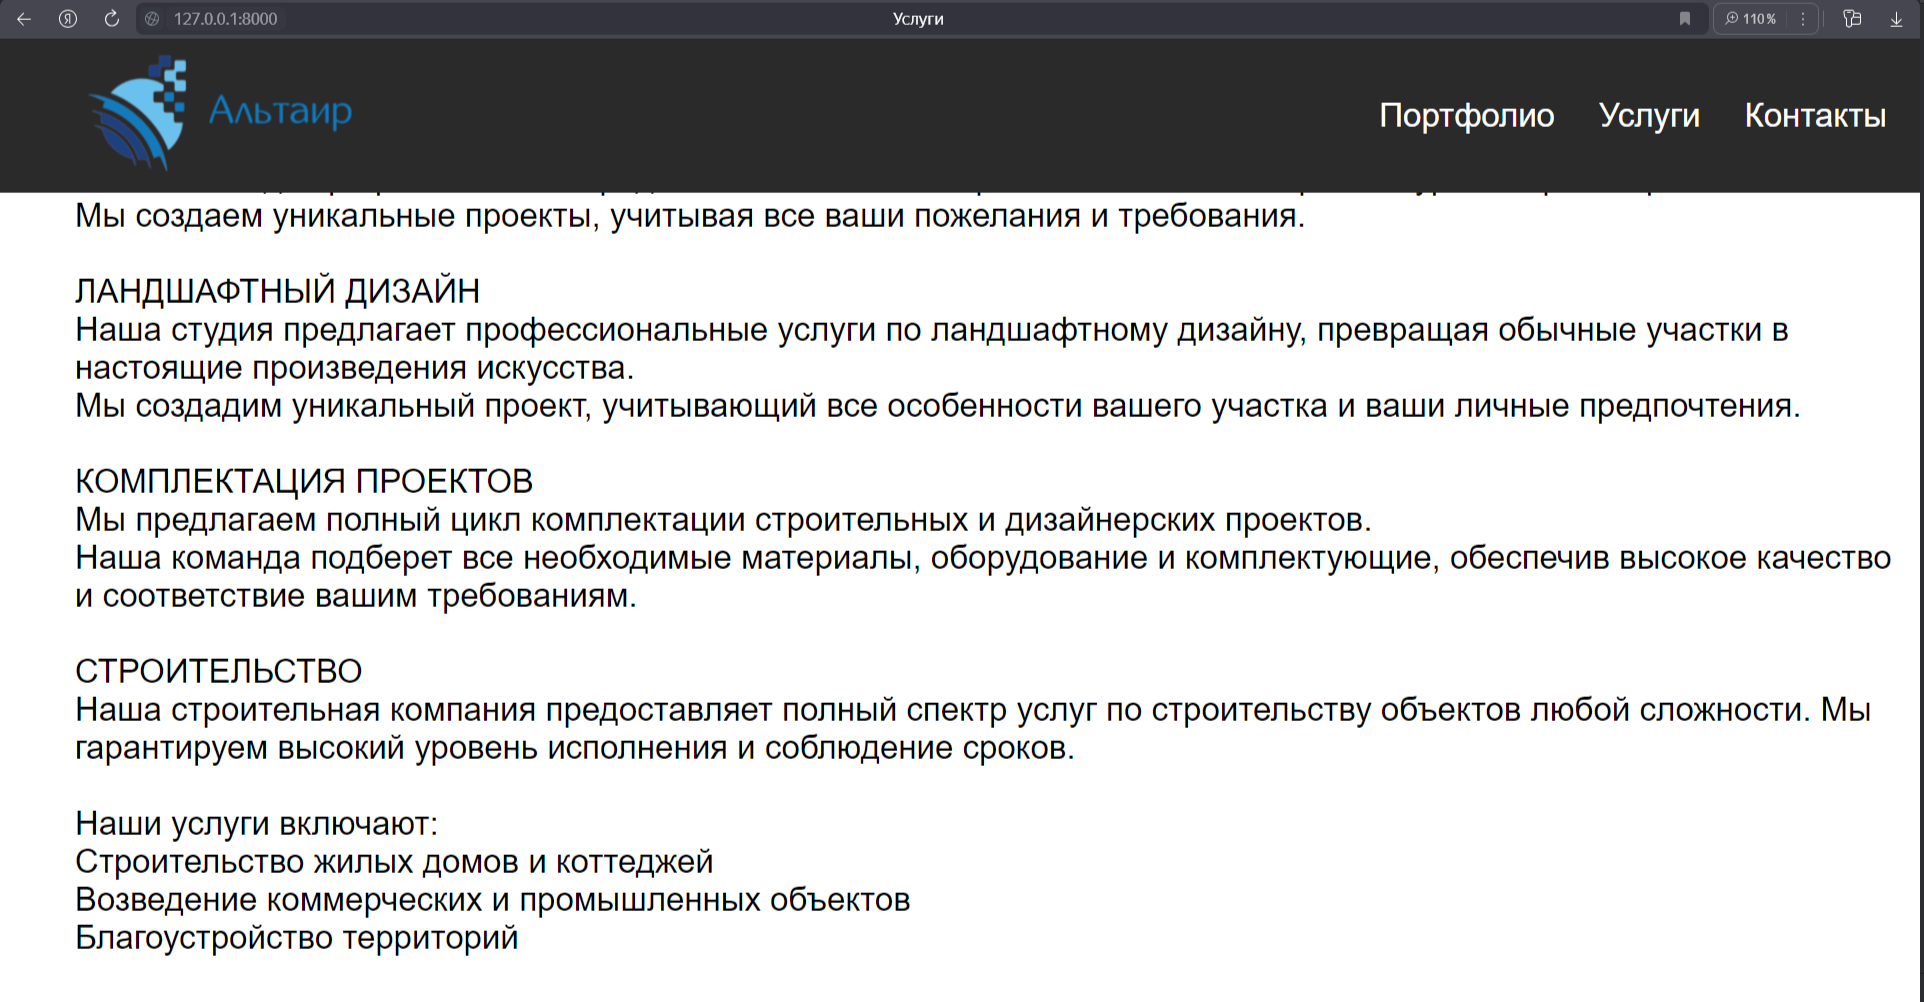 127.0.0.1:8000
Услуги
110%
Альтаир
Портфолио Услуги Контакты
Мы создаем уникальные проекты, учитывая все ваши пожелания и требования.
ЛАНДШАФТНЫЙ ДИЗАЙН
Наша студия предлагает профессиональные услуги по ландшафтному дизайну, превращая обычные участки в
настоящие произведения искусства.
Мы создадим уникальный проект, учитывающий все особенности вашего участка и ваши личные предпочтения.
КОМПЛЕКТАЦИЯ ПРОЕКТОВ
Мы предлагаем полный цикл комплектации строительных и дизайнерских проектов.
Наша команда подберет все необходимые материалы, оборудование и комплектующие, обеспечив высокое качество
и соответствие вашим требованиям.
СТРОИТЕЛЬСТВО
Наша строительная компания предоставляет полный спектр услуг по строительству объектов любой сложности. Мы
гарантируем высокий уровень исполнения и соблюдение сроков.
Наши услуги включают:
Строительство жилых домов и коттеджей
Возведение коммерческих и промышленных объектов
Благоустройство территорий